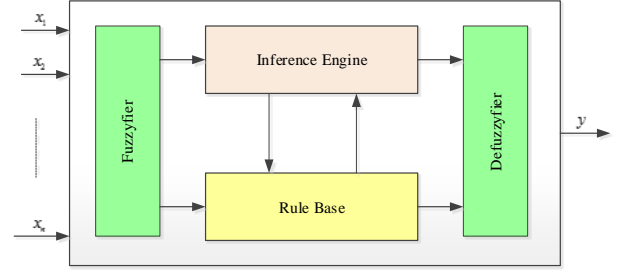 x₁
x₂
xₙ
Fuzzyfier
Inference Engine
Rule Base
Defuzzyfier
y